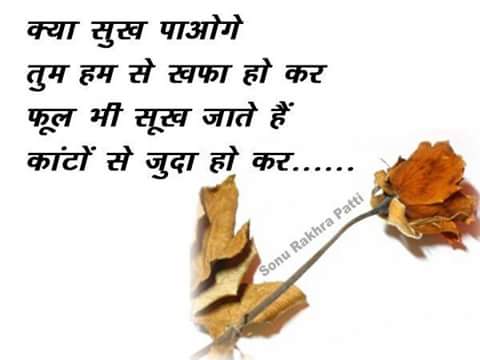 क्या सुख पाओगे
तुम हम से खफा हो कर
फूल भी सूख जाते हैं
कांटों से जुदा हो कर......
Sonu Rakhra Patti